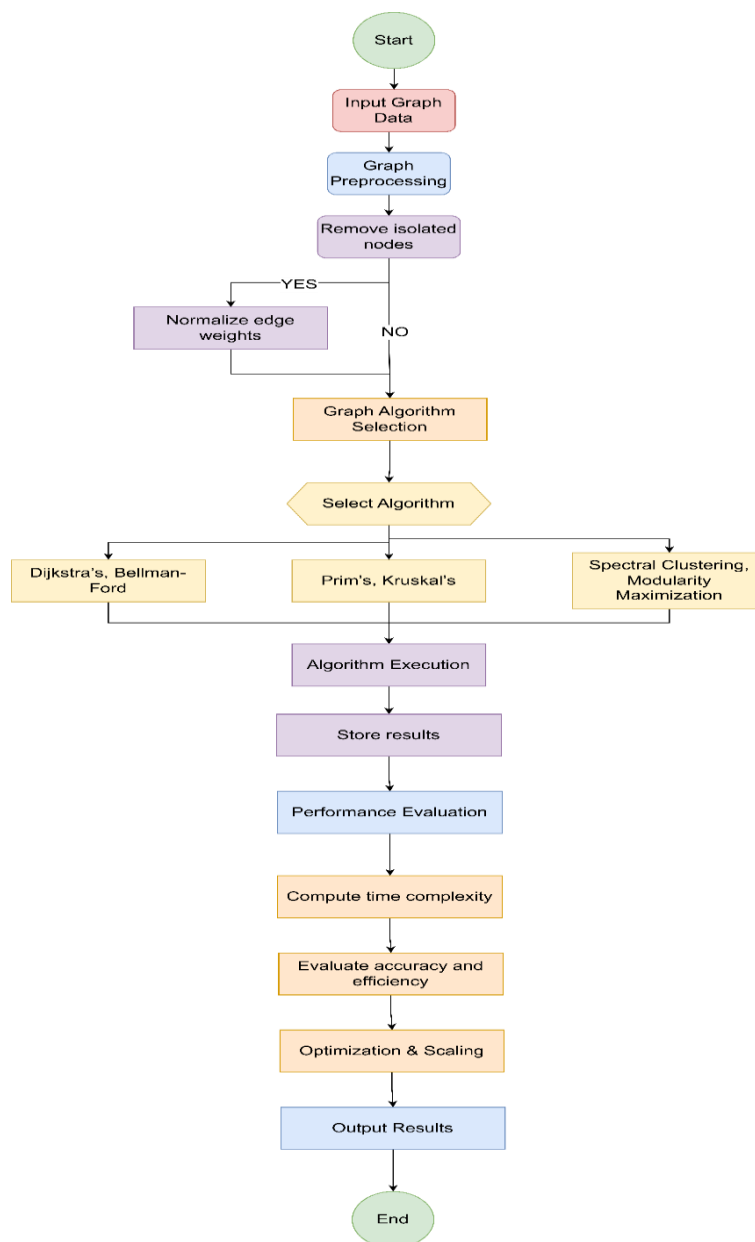 Start
Input Graph
Data
Graph
Preprocessing
Remove isolated
nodes
YES
Normalize edge
weights
NO
Graph Algorithm
Selection
Select Algorithm
Dijkstra's, Bellman-
Ford
Prim's, Kruskal's
Spectral Clustering,
Modularity
Maximization
Algorithm Execution
Store results
Performance Evaluation
Compute time complexity
Evaluate accuracy and
efficiency
Optimization & Scaling
Output Results
End